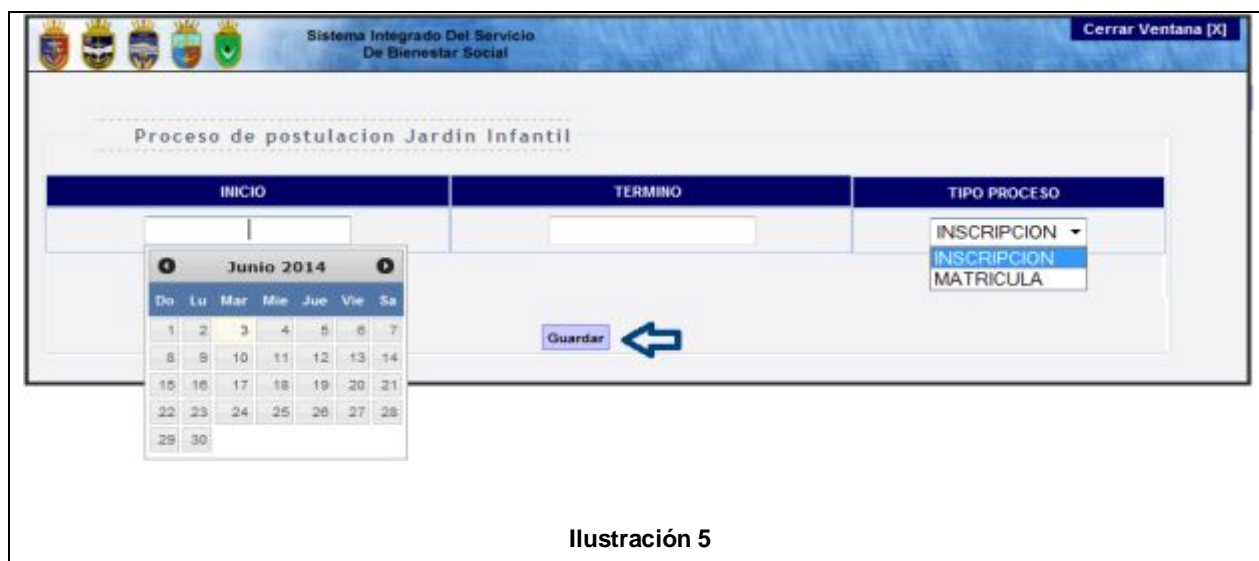 Sistema Integrado Del Servicio
De Bienestar Social
Cerrar Ventana [X]
Proceso de postulacion Jardin Infantil
INICIO TERMINO TIPO PROCESO
INSCRIPCION
INSCRIPCION
MATRICULA
Junio 2014
Do Lu Mar Mie Jue Vie Sa
1 2 3 4 5 6 7
8 9 10 11 12 13 14
15 16 17 18 19 20 21
22 23 24 25 26 27 28
29 30
Guardar
Ilustración 5